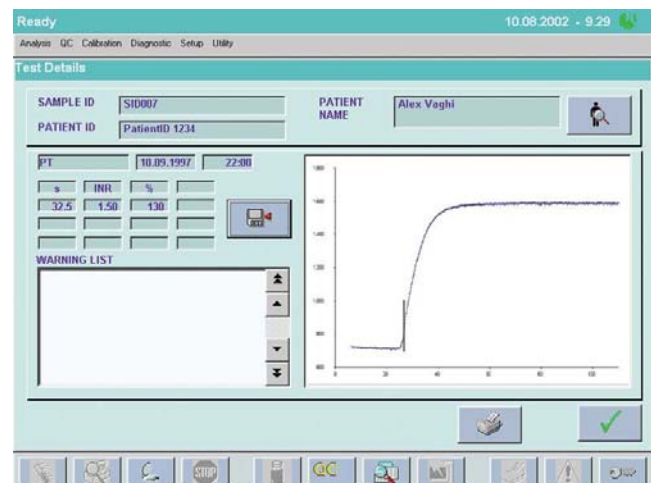 Ready 10.08.2002 - 9.29
Analysis QC Calibration Diagnostic Setup Utility
Test Details
SAMPLE ID SID007
PATIENT ID PatientID 1234
PATIENT NAME Alex Vaghi
PT 10.09.1997 22:00
s INR %
32.5 1.50 130
WARNING LIST
STOP QC